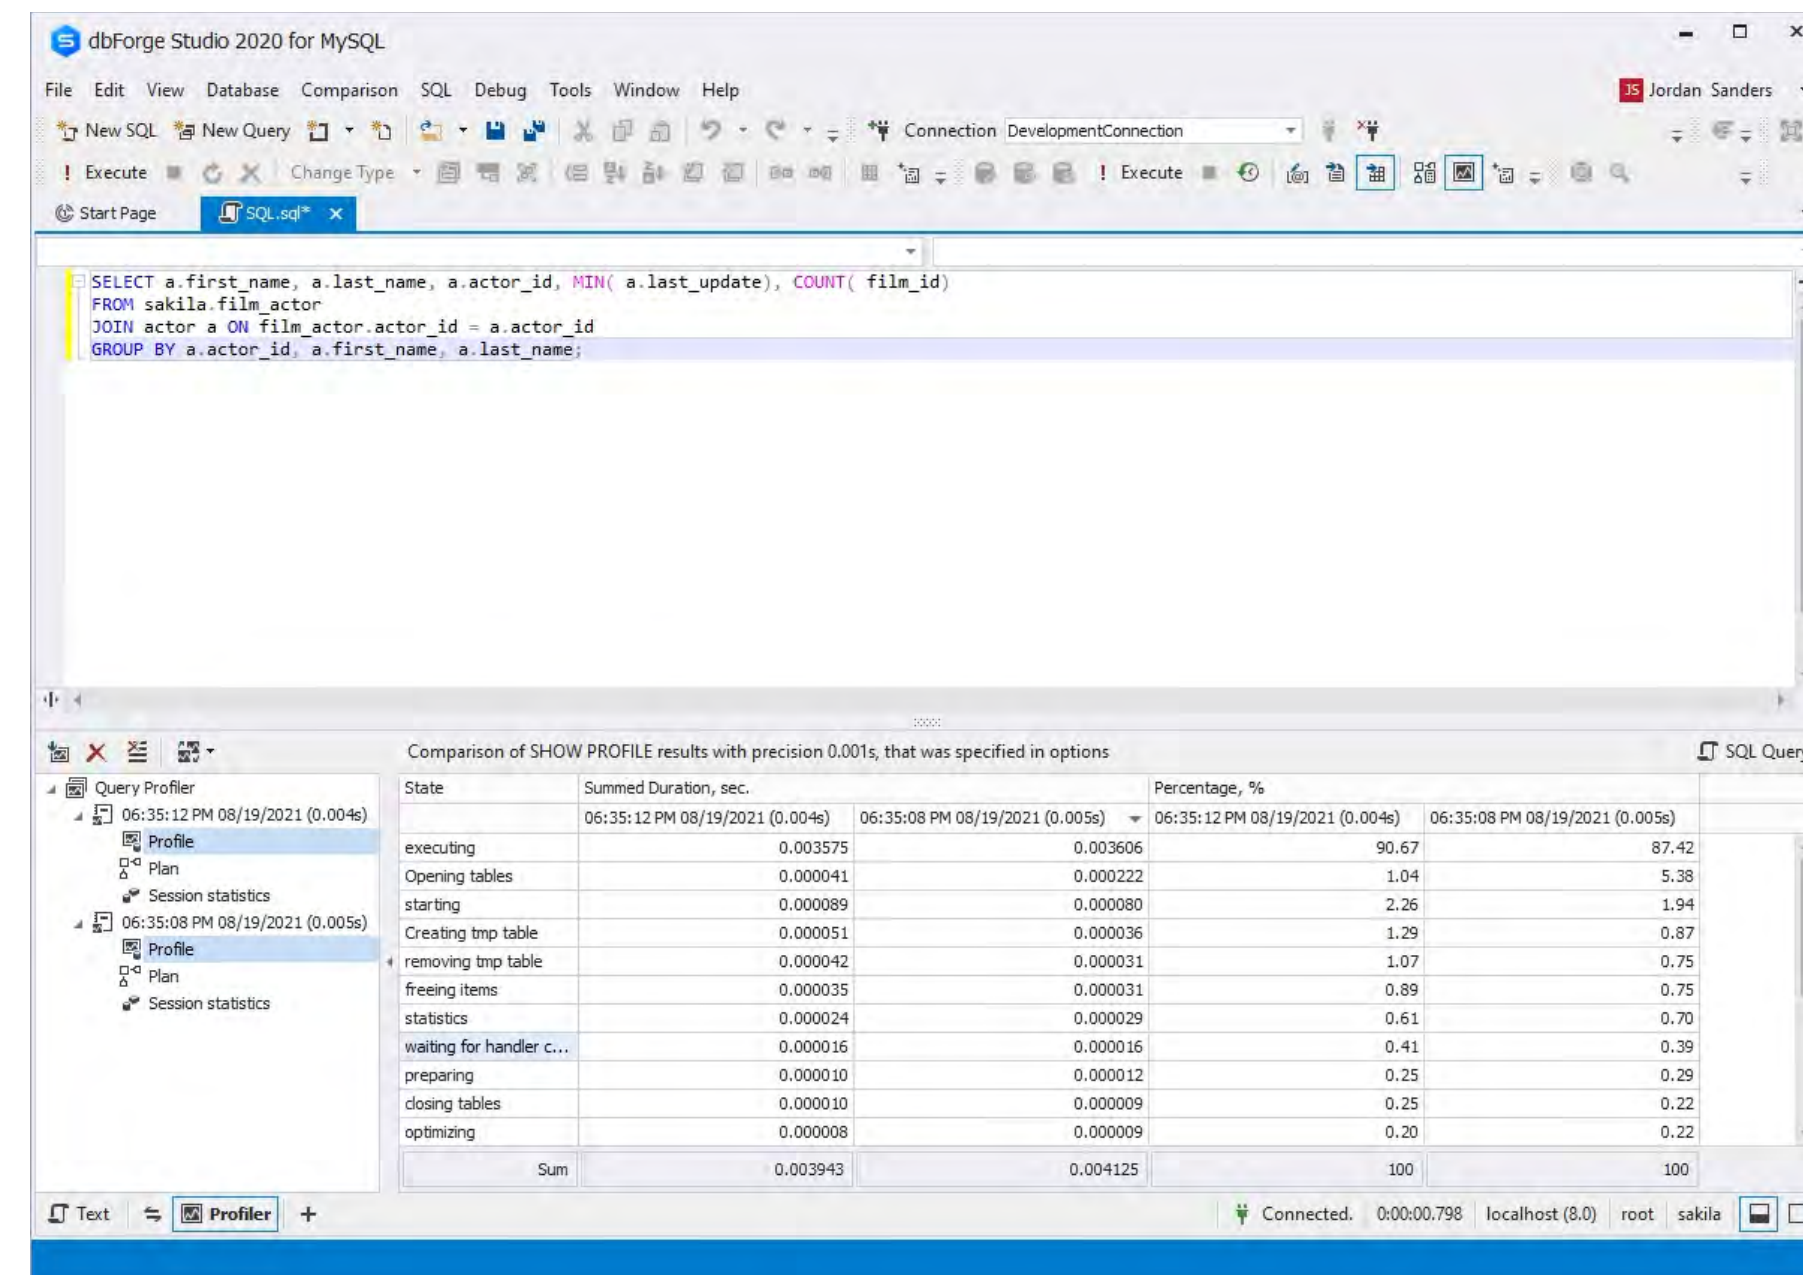 dbForge Studio 2020 for MySQL
File Edit View Database Comparison SQL Debug Tools Window Help
JS Jordan Sanders
New SQL New Query Connection DevelopmentConnection
! Execute Change Type ! Execute
Start Page SQL.sql* ×
SELECT a.first_name, a.last_name, a.actor_id, MIN( a.last_update), COUNT( film_id)
FROM sakila.film_actor
JOIN actor a ON film_actor.actor_id = a.actor_id
GROUP BY a.actor_id, a.first_name, a.last_name;
Comparison of SHOW PROFILE results with precision 0.001s, that was specified in options
SQL Query
Query Profiler
06:35:12 PM 08/19/2021 (0.004s)
Profile
Plan
Session statistics
06:35:08 PM 08/19/2021 (0.005s)
Profile
Plan
Session statistics
State Summed Duration, sec. Percentage, %
06:35:12 PM 08/19/2021 (0.004s) 06:35:08 PM 08/19/2021 (0.005s) 06:35:12 PM 08/19/2021 (0.004s) 06:35:08 PM 08/19/2021 (0.005s)
executing 0.003575 0.003606 90.67 87.42
Opening tables 0.000041 0.000222 1.04 5.38
starting 0.000089 0.000080 2.26 1.94
Creating tmp table 0.000051 0.000036 1.29 0.87
removing tmp table 0.000042 0.000031 1.07 0.75
freeing items 0.000035 0.000031 0.89 0.75
statistics 0.000024 0.000029 0.61 0.70
waiting for handler c... 0.000016 0.000016 0.41 0.39
preparing 0.000010 0.000012 0.25 0.29
closing tables 0.000010 0.000009 0.25 0.22
optimizing 0.000008 0.000009 0.20 0.22
Sum 0.003943 0.004125 100 100
Text Profiler + Connected. 0:00:00.798 localhost (8.0) root sakila